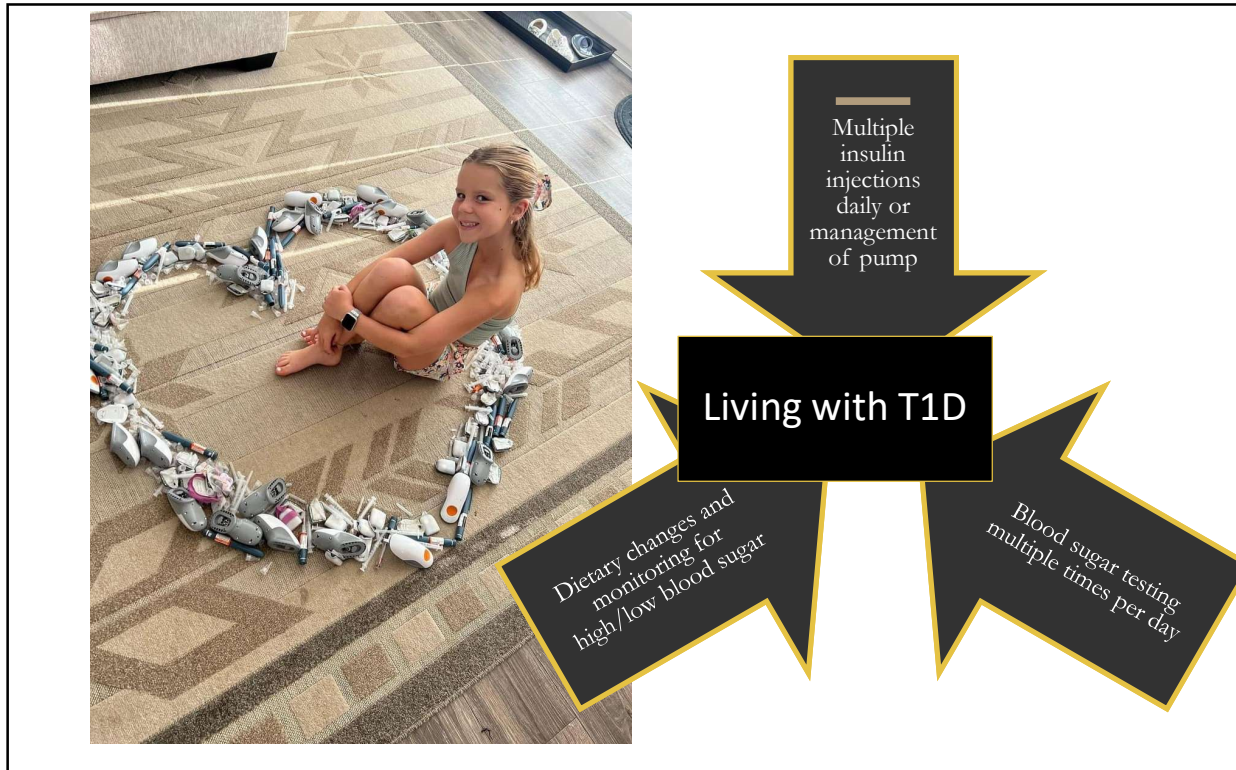 Multiple
insulin
injections
daily or
management
of pump
Living with T1D
Dietary changes and
monitoring for
high/low blood sugar
Blood sugar testing
multiple times per day